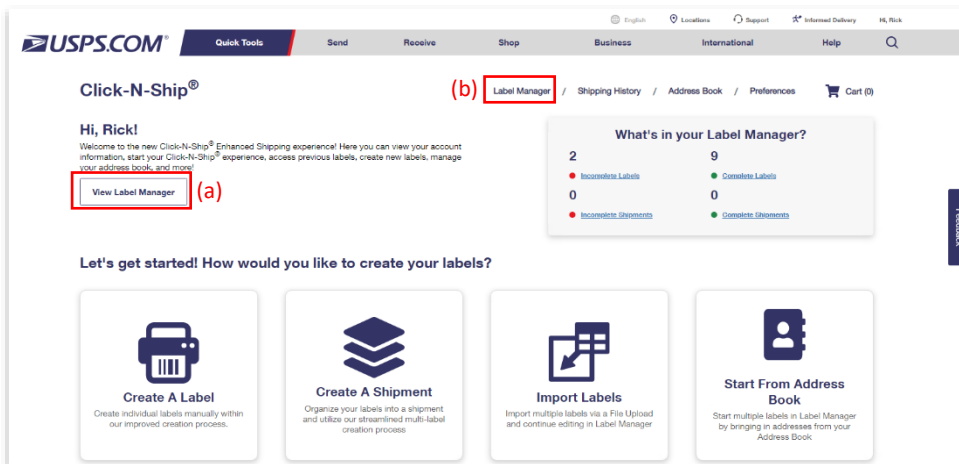 English Locations Support Informed Delivery Hi, Rick
USPS.COM® Quick Tools Send Receive Shop Business International Help
Click-N-Ship® (b) Label Manager / Shipping History / Address Book / Preferences Cart (0)
Hi, Rick!
Welcome to the new Click-N-Ship® Enhanced Shipping experience! Here you can view your account
information, start your Click-N-Ship® experience, access previous labels, create new labels, manage
your address book, and more!
View Label Manager (a)
What's in your Label Manager?
2 9
Incomplete Labels Complete Labels
0 0
Incomplete Shipments Complete Shipments
Feedback
Let's get started! How would you like to create your labels?
Create A Label
Create individual labels manually within
our improved creation process.
Create A Shipment
Organize your labels into a shipment
and utilize our streamlined multi-label
creation process
Import Labels
Import multiple labels via a File Upload
and continue editing in Label Manager
Start From Address
Book
Start multiple labels in Label Manager
by bringing in addresses from your
Address Book